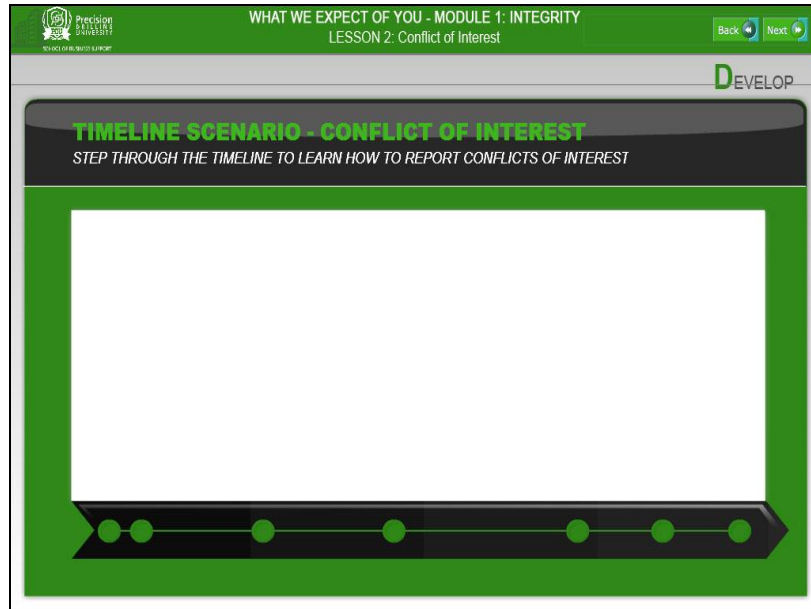 Precision
DRILLING
UNIVERSITY
SCHOOL OF BUSINESS SUPPORT
WHAT WE EXPECT OF YOU - MODULE 1: INTEGRITY
LESSON 2: Conflict of Interest
Back
Next
DEVELOP
TIMELINE SCENARIO - CONFLICT OF INTEREST
STEP THROUGH THE TIMELINE TO LEARN HOW TO REPORT CONFLICTS OF INTEREST